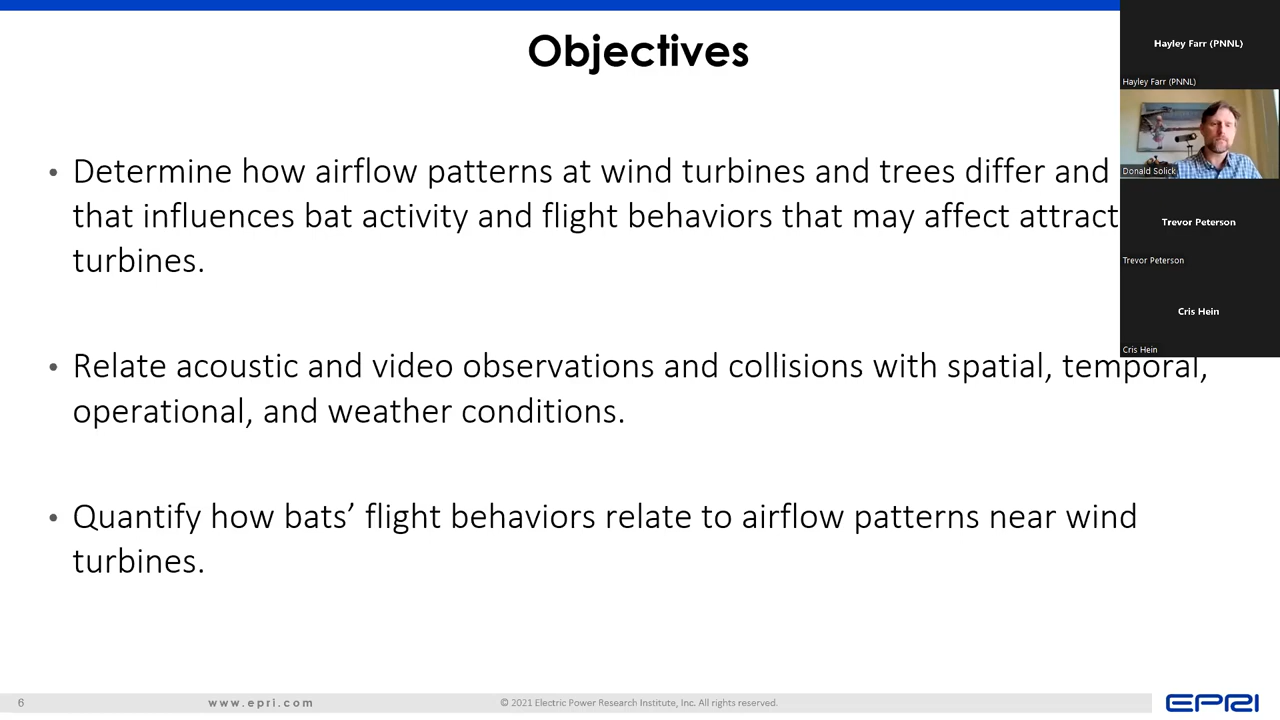 Objectives
• Determine how airflow patterns at wind turbines and trees differ and
that influences bat activity and flight behaviors that may affect attract
turbines.
• Relate acoustic and video observations and collisions with spatial, temporal,
operational, and weather conditions.
• Quantify how bats’ flight behaviors relate to airflow patterns near wind
turbines.
Hayley Farr (PNNL)
Hayley Farr (PNNL)
Donald Solick
Trevor Peterson
Trevor Peterson
Cris Hein
Cris Hein
6
www.epri.com
© 2021 Electric Power Research Institute, Inc. All rights reserved.
EPRI